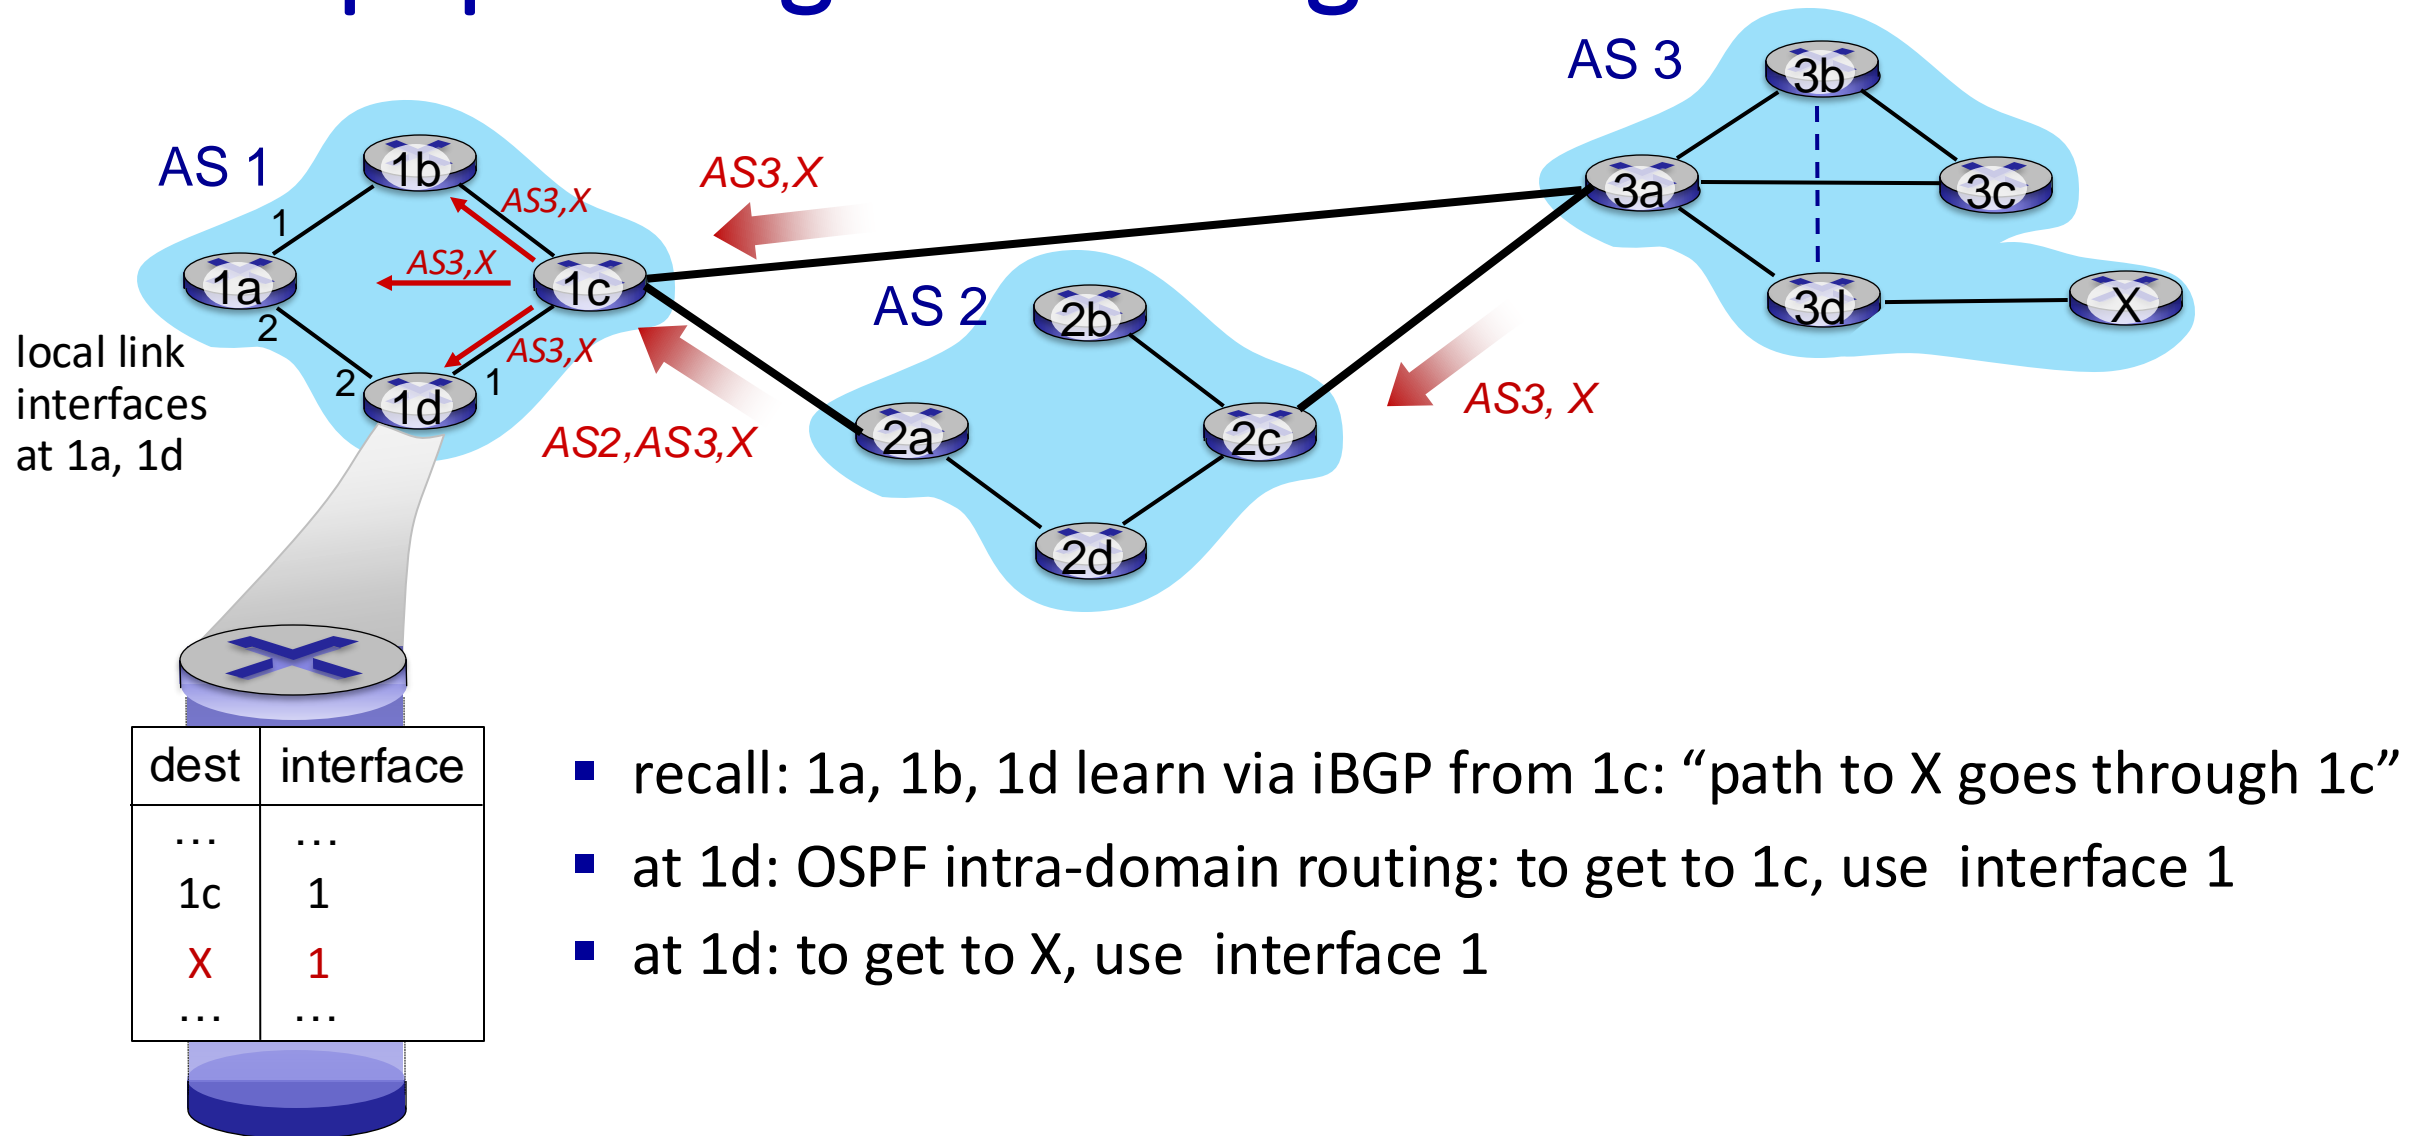 AS 3
3b
AS 1
1b
AS3,X
3a
3c
AS3,X
1
AS3,X
1a
1c
AS 2
2b
3d
X
2
local link
interfaces
at 1a, 1d
AS3,X
2
1
1d
AS3, X
AS2,AS3,X
2a
2c
2d
dest interface
... ...
1c 1
X 1
... ...
▪ recall: 1a, 1b, 1d learn via iBGP from 1c: “path to X goes through 1c”
▪ at 1d: OSPF intra-domain routing: to get to 1c, use interface 1
▪ at 1d: to get to X, use interface 1